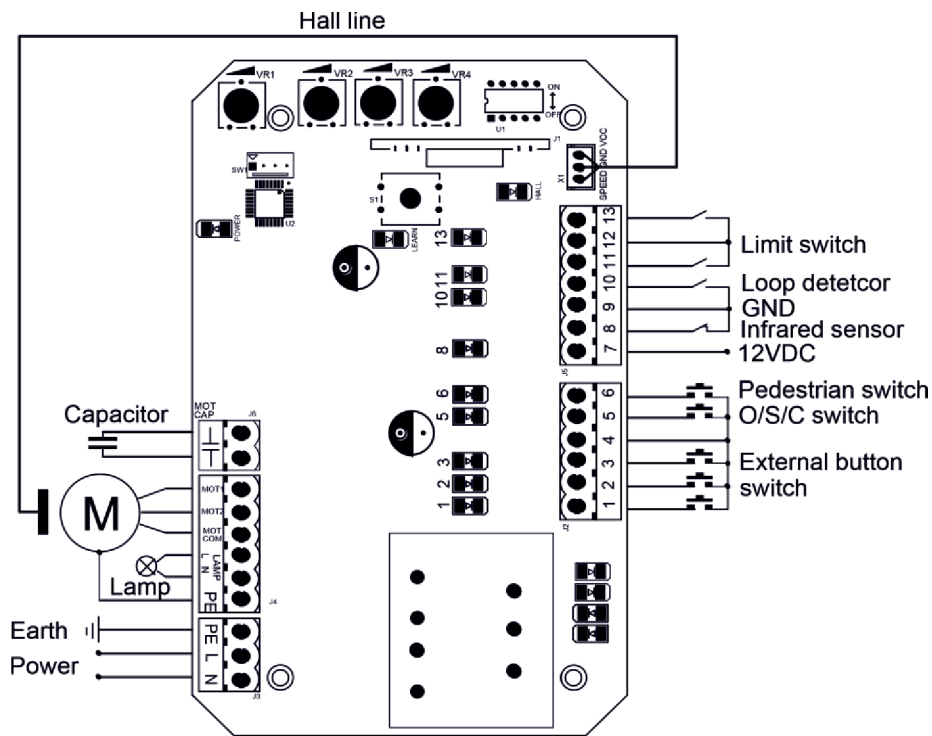 Hall line
VR1
VR2
VR3
VR4
ON
OFF
U1
J1
SW1
U2
S1
HALL
X1
SPEED GND VCC
POWER
LEARN
13
11
10
8
6
5
3
2
1
13
12
11
10
9
8
7
J5
6
5
4
3
2
1
J2
Limit switch
Loop detetcor
GND
Infrared sensor
12VDC
Pedestrian switch
O/S/C switch
External button
switch
Capacitor
MOT
CAP
J6
M
MOT1
MOT2
MOT
COM
L
N
LAMP
PE
J4
Lamp
Earth
Power
PE
L
N
J3